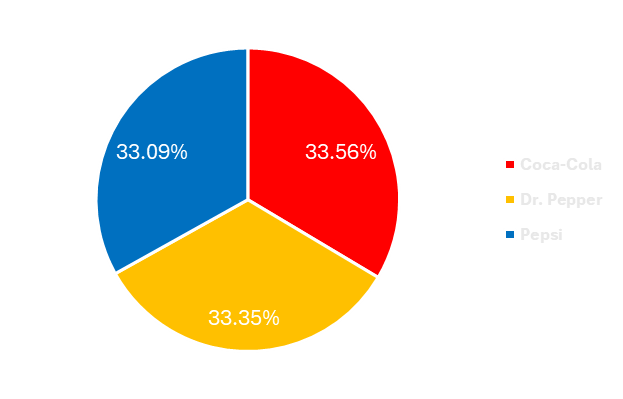 33.09%
33.56%
33.35%
Coca-Cola
Dr. Pepper
Pepsi